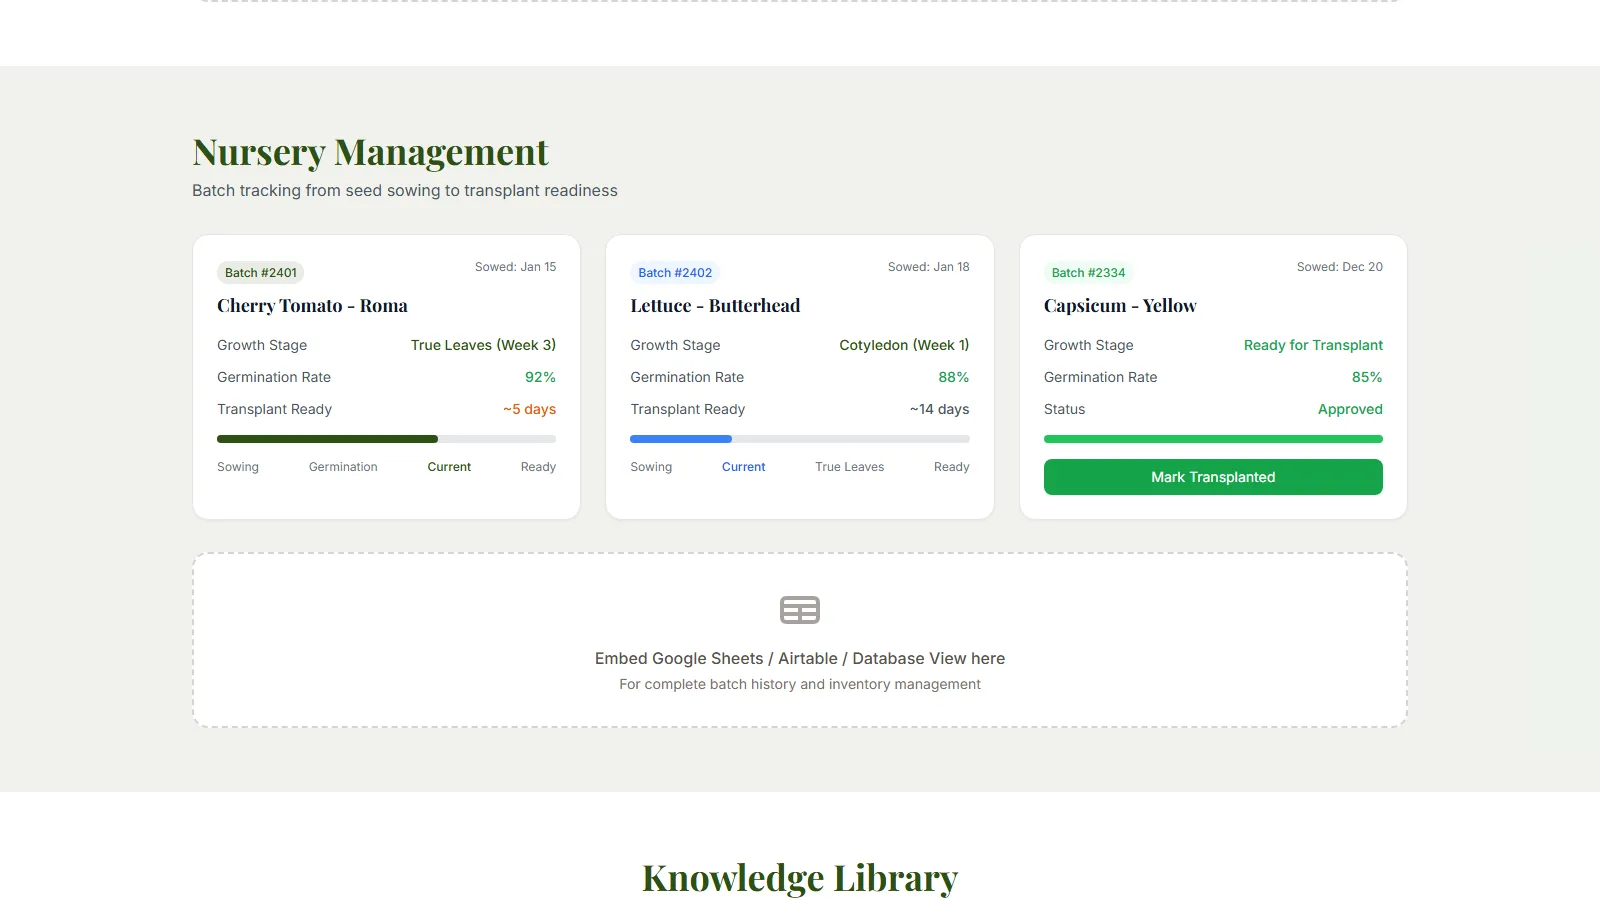 Nursery Management
Batch tracking from seed sowing to transplant readiness
Batch #2401
Sowed: Jan 15
Cherry Tomato - Roma
Growth Stage True Leaves (Week 3)
Germination Rate 92%
Transplant Ready ~5 days
Sowing Germination Current Ready
Batch #2402
Sowed: Jan 18
Lettuce - Butterhead
Growth Stage Cotyledon (Week 1)
Germination Rate 88%
Transplant Ready ~14 days
Sowing Current True Leaves Ready
Batch #2334
Sowed: Dec 20
Capsicum - Yellow
Growth Stage Ready for Transplant
Germination Rate 85%
Status Approved
Mark Transplanted
Embed Google Sheets / Airtable / Database View here
For complete batch history and inventory management
Knowledge Library